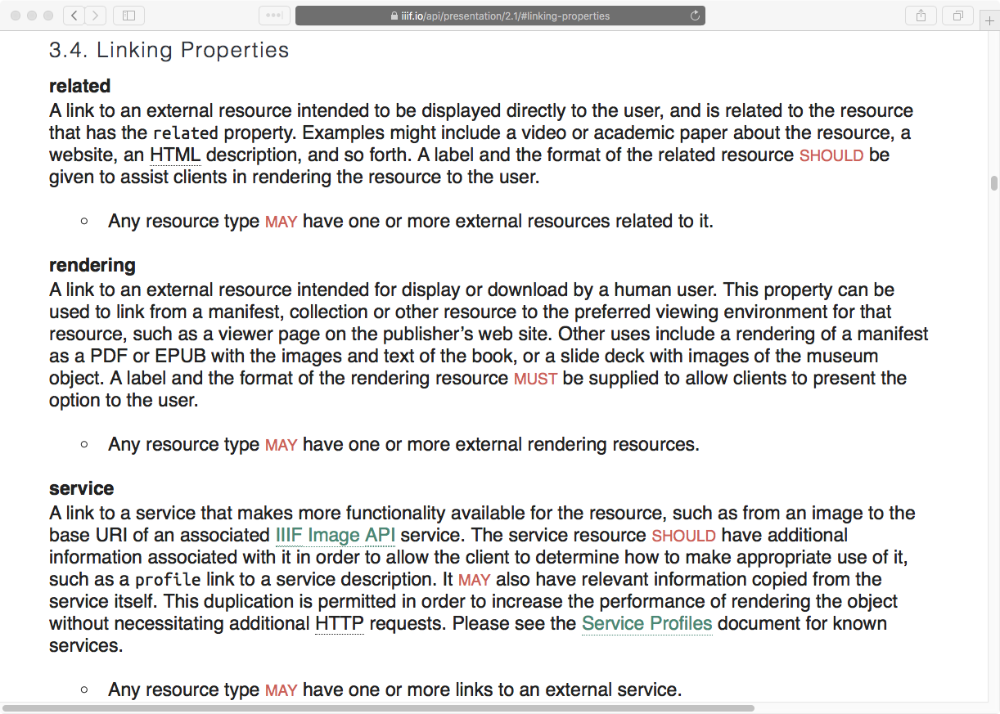 iiif.io/api/presentation/2.1/#linking-properties
3.4. Linking Properties
related
A link to an external resource intended to be displayed directly to the user, and is related to the resource
that has the related property. Examples might include a video or academic paper about the resource, a
website, an HTML description, and so forth. A label and the format of the related resource SHOULD be
given to assist clients in rendering the resource to the user.
Any resource type MAY have one or more external resources related to it.
rendering
A link to an external resource intended for display or download by a human user. This property can be
used to link from a manifest, collection or other resource to the preferred viewing environment for that
resource, such as a viewer page on the publisher’s web site. Other uses include a rendering of a manifest
as a PDF or EPUB with the images and text of the book, or a slide deck with images of the museum
object. A label and the format of the rendering resource MUST be supplied to allow clients to present the
option to the user.
Any resource type MAY have one or more external rendering resources.
service
A link to a service that makes more functionality available for the resource, such as from an image to the
base URI of an associated IIIF Image API service. The service resource SHOULD have additional
information associated with it in order to allow the client to determine how to make appropriate use of it,
such as a profile link to a service description. It MAY also have relevant information copied from the
service itself. This duplication is permitted in order to increase the performance of rendering the object
without necessitating additional HTTP requests. Please see the Service Profiles document for known
services.
Any resource type MAY have one or more links to an external service.